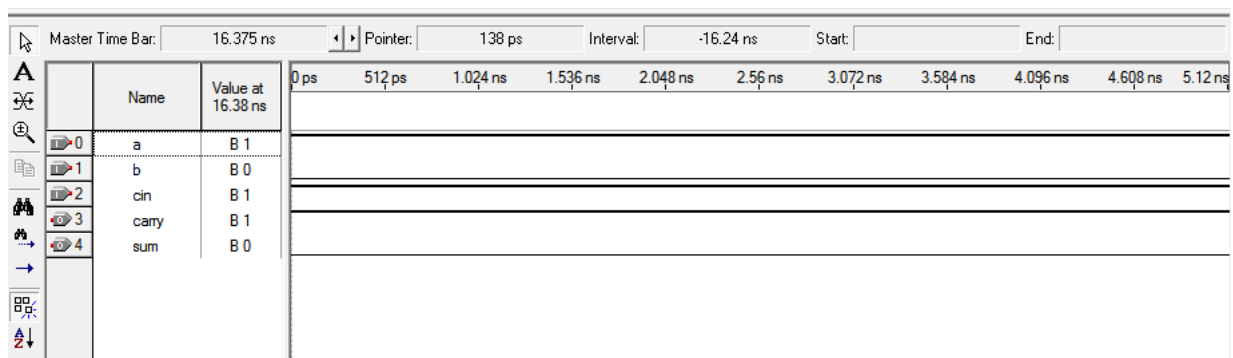 Master Time Bar: 16.375 ns Pointer: 138 ps Interval: -16.24 ns Start: End:
A
Name Value at 16.38 ns 0 ps 512 ps 1.024 ns 1.536 ns 2.048 ns 2.56 ns 3.072 ns 3.584 ns 4.096 ns 4.608 ns 5.12 ns
0 a B 1
1 b B 0
2 cin B 1
3 carry B 1
4 sum B 0
A
Z